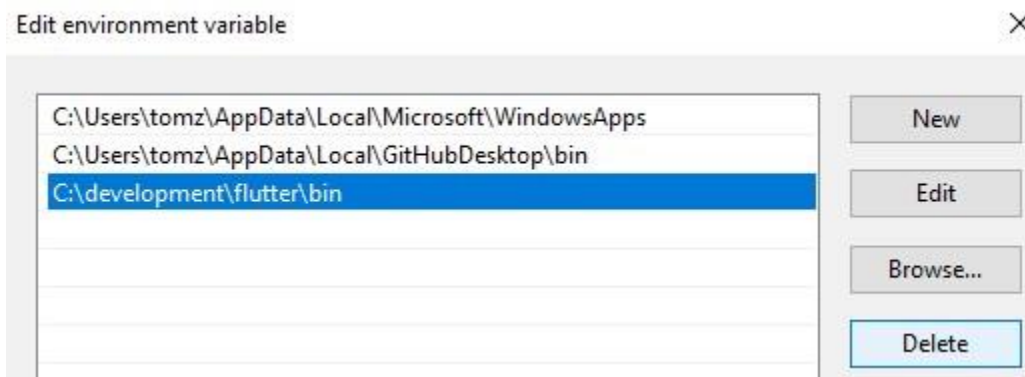 Edit environment variable
C:\Users\tomz\AppData\Local\Microsoft\WindowsApps
C:\Users\tomz\AppData\Local\GitHubDesktop\bin
C:\development\flutter\bin
New
Edit
Browse...
Delete